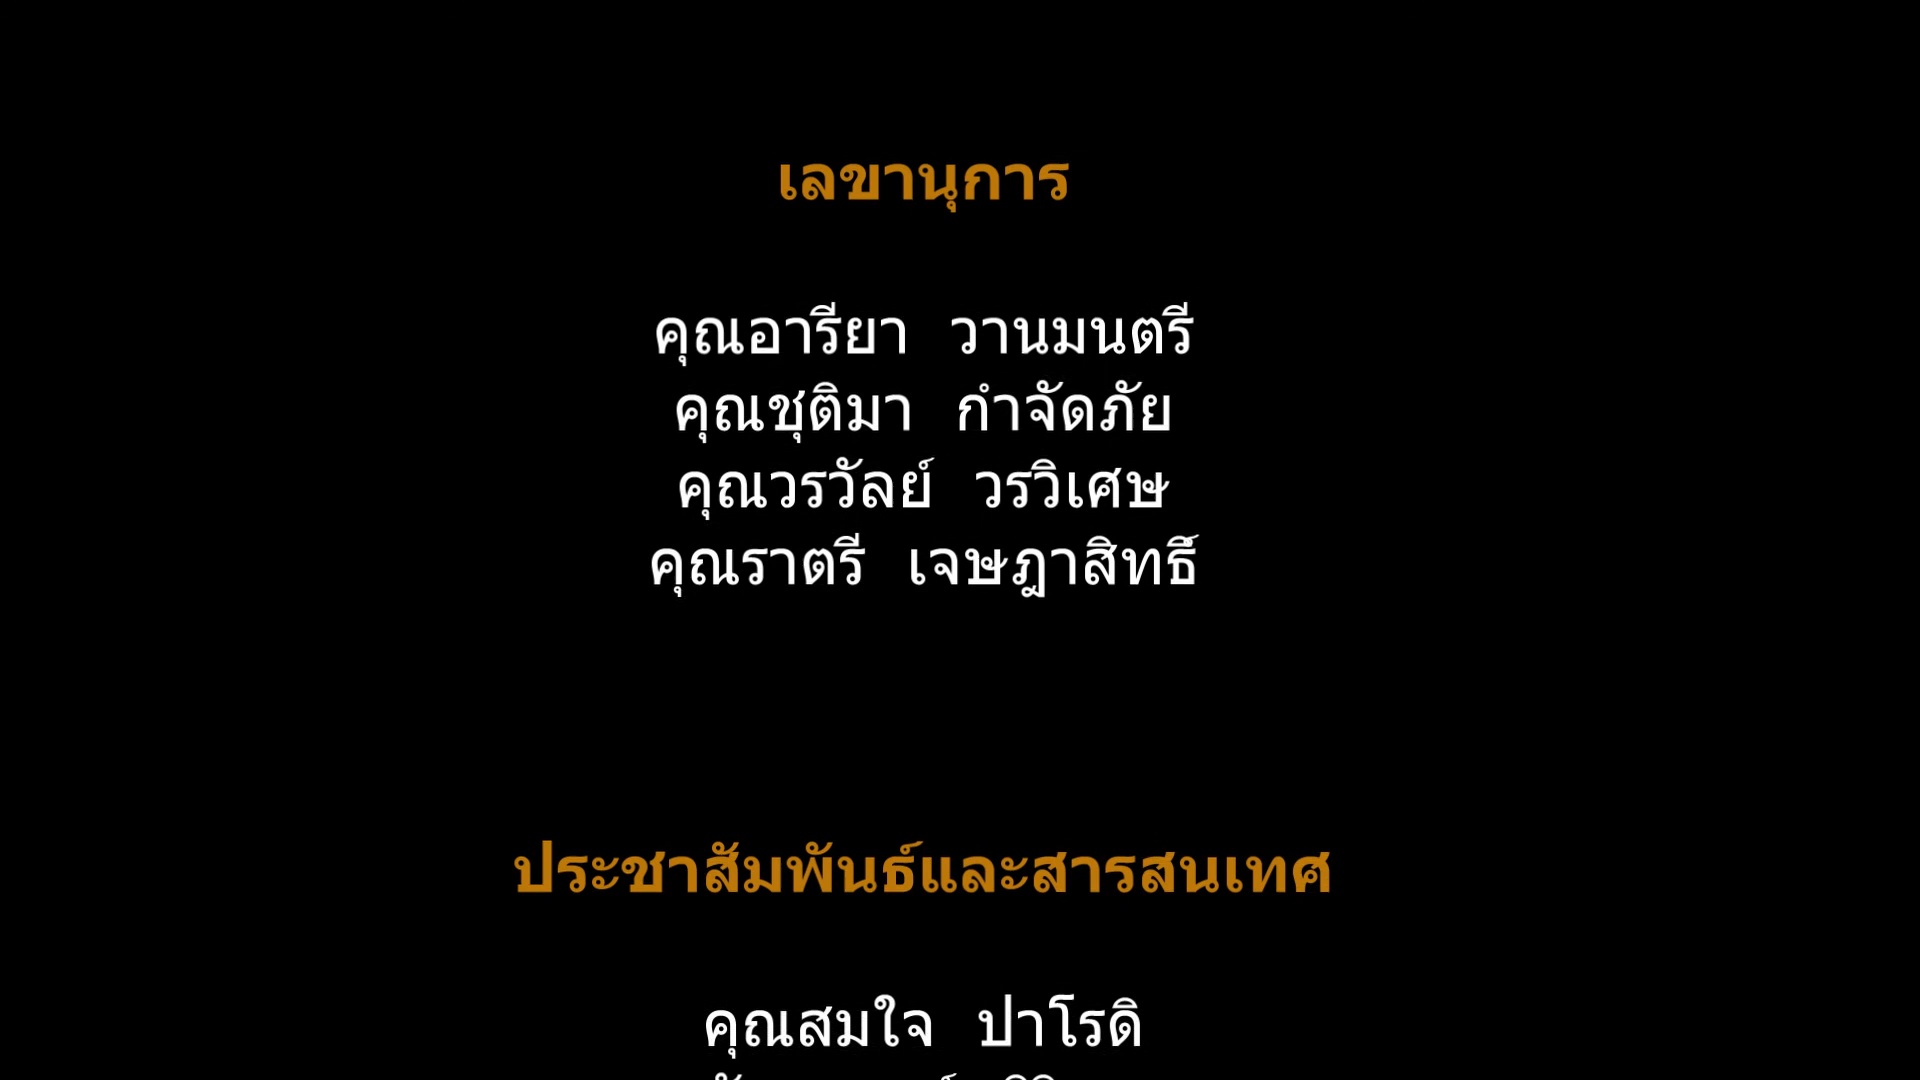 เลขานุการ
คุณอารียา วานมนตรี
คุณชุติมา กำจัดภัย
คุณวรวัลย์ วรวิเศษ
คุณราตรี เจษฎาสิทธิ์
ประชาสัมพันธ์และสารสนเทศ
คุณสมใจ ปาโรดิ